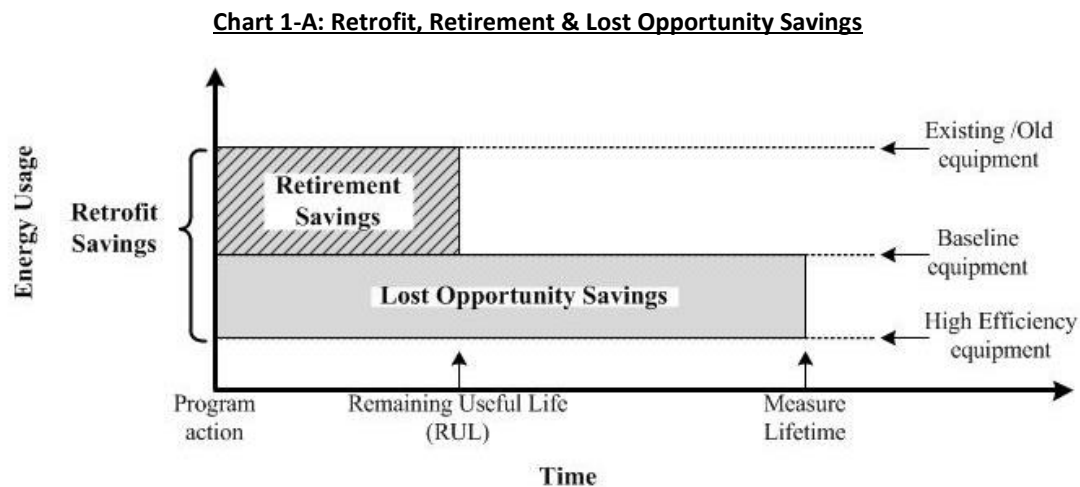 Chart 1-A: Retrofit, Retirement & Lost Opportunity Savings
Energy Usage
Retrofit
Savings
Retirement
Savings
Lost Opportunity Savings
Existing /Old
equipment
Baseline
equipment
High Efficiency
equipment
Program
action
Remaining Useful Life
(RUL)
Measure
Lifetime
Time